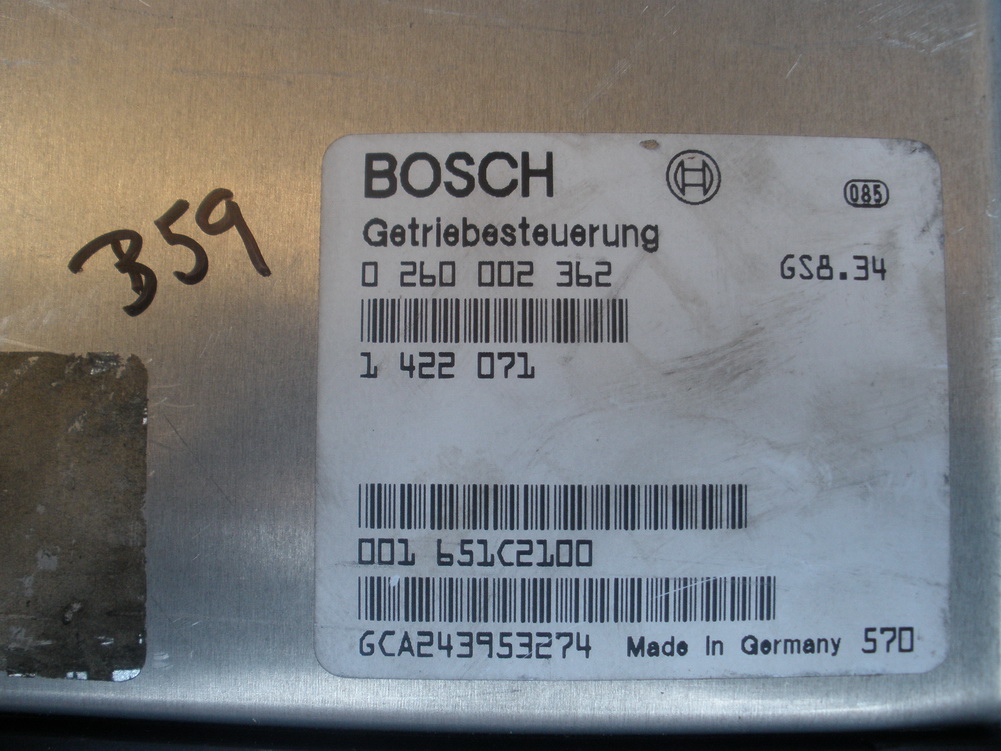 B59
BOSCH
085
Getriebesteuerung
0 260 002 362 GS8.34
1 422 071
001 651C2100
GCA243953274 Made In Germany 570